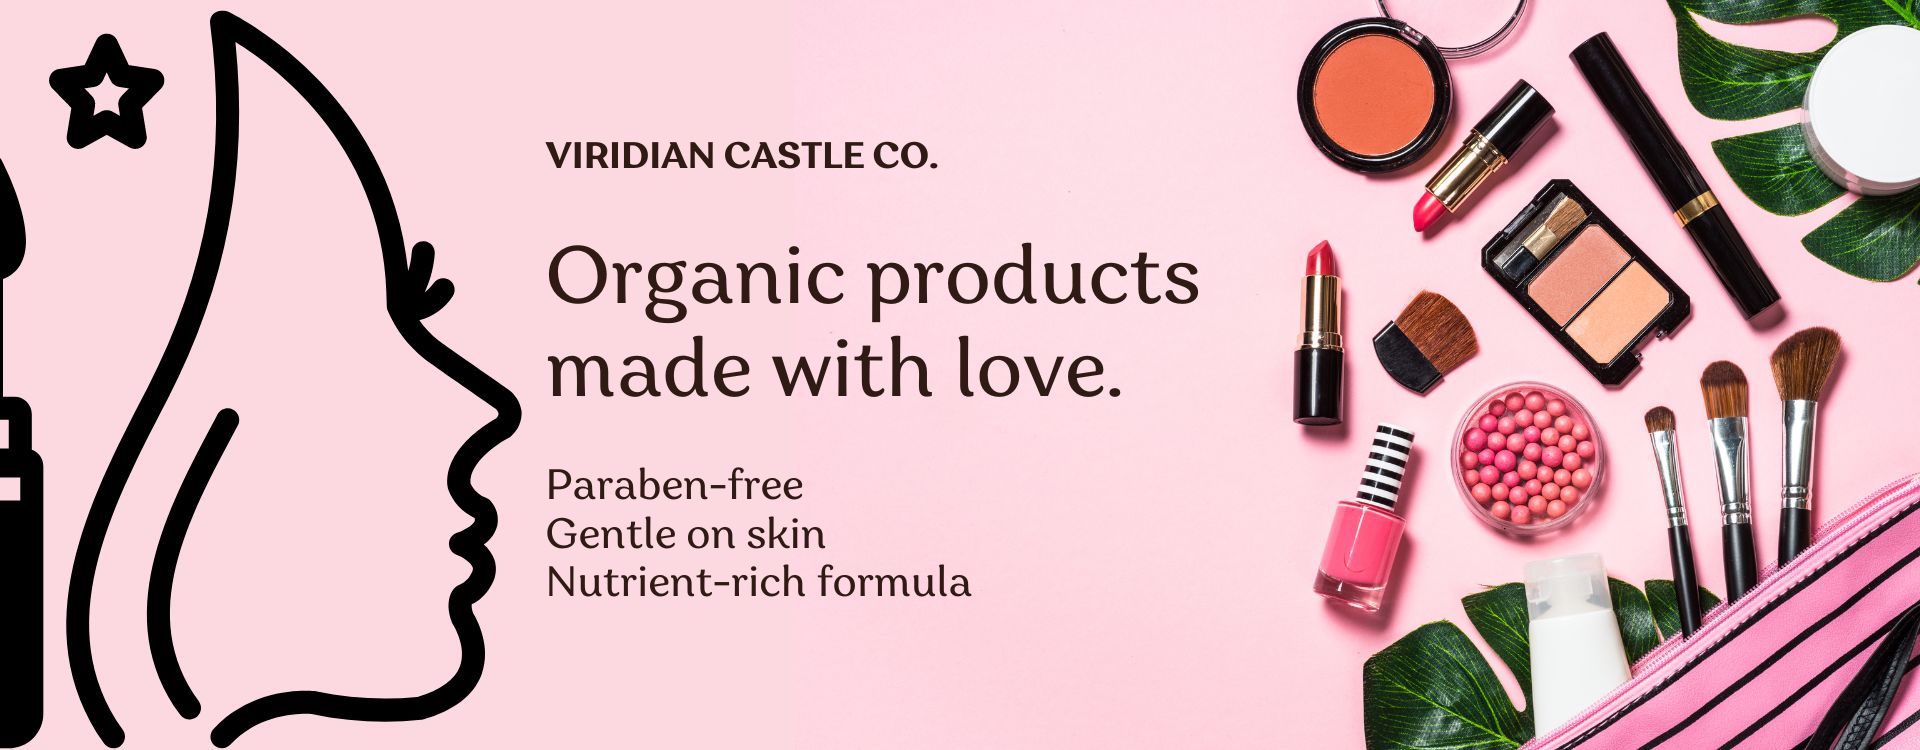 VIRIDIAN CASTLE CO.
Organic products
made with love.
Paraben-free
Gentle on skin
Nutrient-rich formula